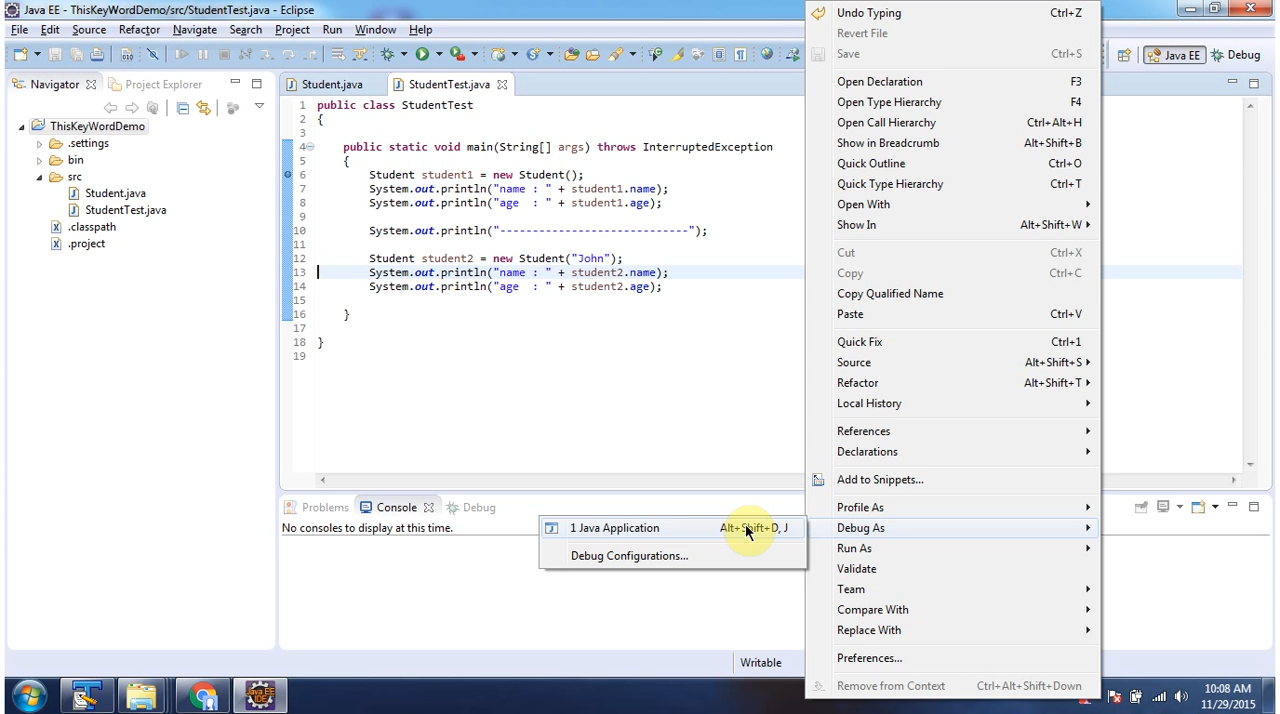 Java EE - ThisKeyWordDemo/src/StudentTest.java - Eclipse
File Edit Source Refactor Navigate Search Project Run Window Help
Java EE Debug
Navigator Project Explorer
ThisKeyWordDemo
.settings
bin
src
Student.java
StudentTest.java
.classpath
.project
Student.java StudentTest.java
1 public class StudentTest
2 {
3
4 public static void main(String[] args) throws InterruptedException
5 {
6 Student student1 = new Student();
7 System.out.println("name : " + student1.name);
8 System.out.println("age  : " + student1.age);
9
10 System.out.println("-----------------------------");
11
12 Student student2 = new Student("John");
13 System.out.println("name : " + student2.name);
14 System.out.println("age  : " + student2.age);
15
16 }
17
18 }
19
Problems Console Debug
No consoles to display at this time.
Undo Typing Ctrl+Z
Revert File
Save Ctrl+S
Open Declaration F3
Open Type Hierarchy F4
Open Call Hierarchy Ctrl+Alt+H
Show in Breadcrumb Alt+Shift+B
Quick Outline Ctrl+O
Quick Type Hierarchy Ctrl+T
Open With
Show In Alt+Shift+W
Cut Ctrl+X
Copy Ctrl+C
Copy Qualified Name
Paste Ctrl+V
Quick Fix Ctrl+1
Source Alt+Shift+S
Refactor Alt+Shift+T
Local History
References
Declarations
Add to Snippets...
Profile As
Debug As
Run As
Validate
Team
Compare With
Replace With
Preferences...
Remove from Context Ctrl+Alt+Shift+Down
1 Java Application Alt+Shift+D, J
Debug Configurations...
Writable
Java EE
IDE
10:08 AM
11/29/2015